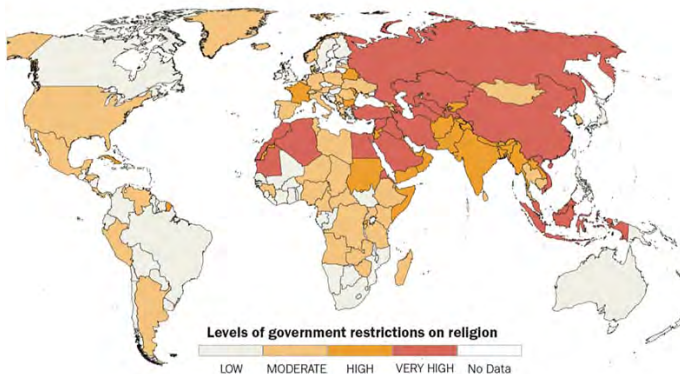 Levels of government restrictions on religion
LOW MODERATE HIGH VERY HIGH No Data